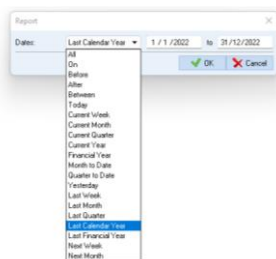 Report
Dates: Last Calendar Year 1 / 1 /2022 to 31/12/2022
OK Cancel
All
On
Before
After
Between
Today
Current Week
Current Month
Current Quarter
Current Year
Financial Year
Month to Date
Quarter to Date
Yesterday
Last Week
Last Month
Last Quarter
Last Calendar Year
Last Financial Year
Next Week
Next Month